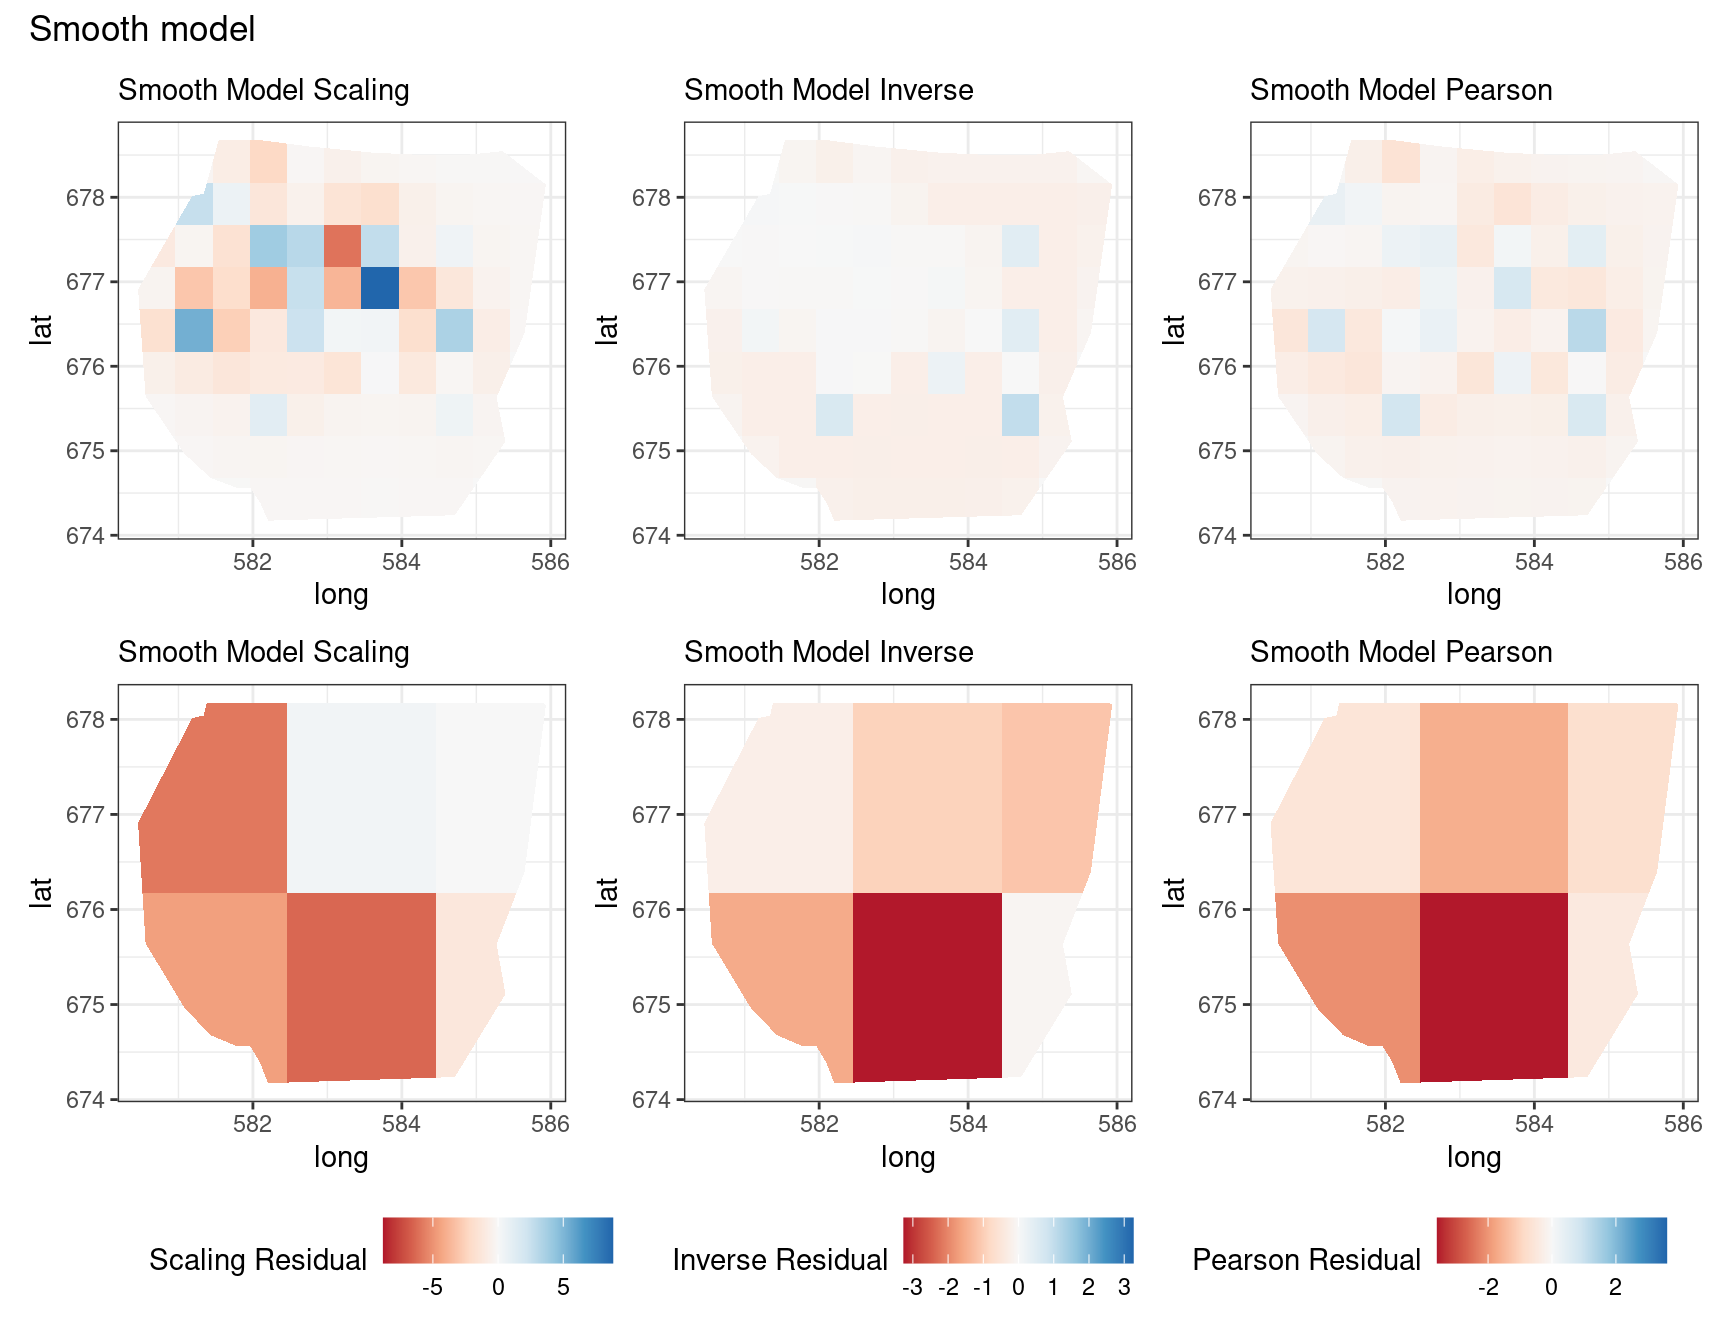 Smooth model
Smooth Model Scaling
Smooth Model Inverse
Smooth Model Pearson
lat
678
677
676
675
674
582
584
586
long
lat
678
677
676
675
674
582
584
586
long
lat
678
677
676
675
674
582
584
586
long
Smooth Model Scaling
Smooth Model Inverse
Smooth Model Pearson
lat
678
677
676
675
674
582
584
586
long
lat
678
677
676
675
674
582
584
586
long
lat
678
677
676
675
674
582
584
586
long
Scaling Residual
-5 0 5
Inverse Residual
-3 -2 -1 0 1 2 3
Pearson Residual
-2 0 2